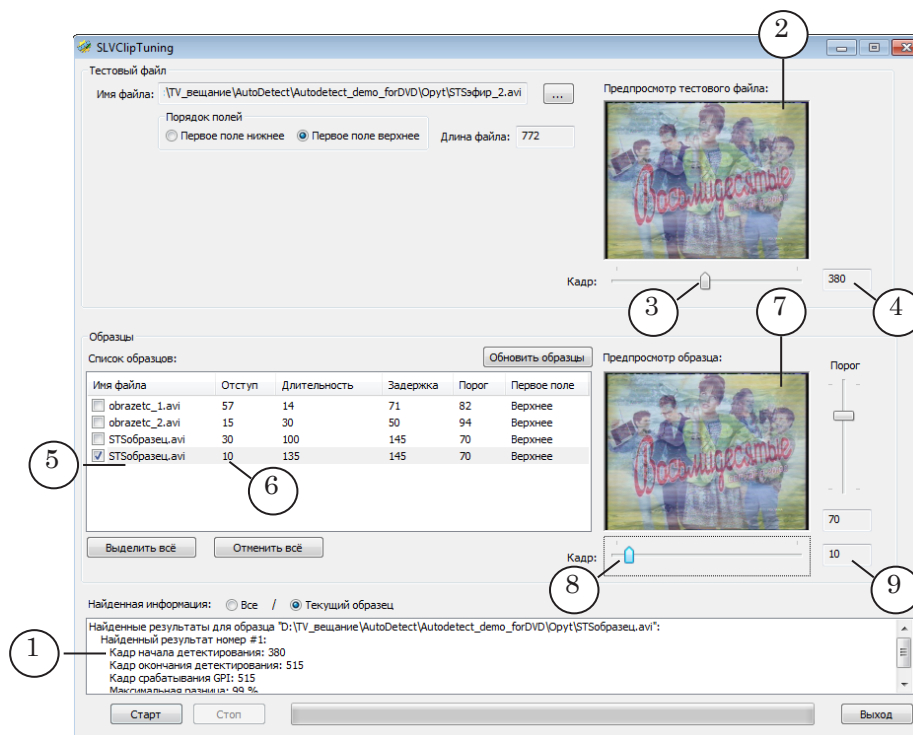 2
SLVClipTuning
Тестовый файл
Имя файла: :\TV_вещание\AutoDetect\Autodetect_demo_forDVD\Opyt\STSэфир_2.avi ...
Предпросмотр тестового файла:
Порядок полей
Первое поле нижнее Первое поле верхнее
Длина файла: 772
Восьмидесятые
Кадр: 380
3
4
7
Образцы
Список образцов: Обновить образцы Предпросмотр образца:
Порог
Имя файла Отступ Длительность Задержка Порог Первое поле
obrazetc_1.avi 57 14 71 82 Верхнее
obrazetc_2.avi 15 30 50 94 Верхнее
STSобразец.avi 30 100 145 70 Верхнее
STSобразец.avi 10 135 145 70 Верхнее
5
6
Восьмидесятые
70
Выделить всё Отменить всё
Кадр: 10
8
9
Найденная информация: Все / Текущий образец
Найденные результаты для образца "D:\TV_вещание\AutoDetect\Autodetect_demo_forDVD\Opyt\STSобразец.avi":
Найденный результат номер #1:
1
Кадр начала детектирования: 380
Кадр окончания детектирования: 515
Кадр срабатывания GPI: 515
Максимальная разница: 99 %
Старт Стоп Выход